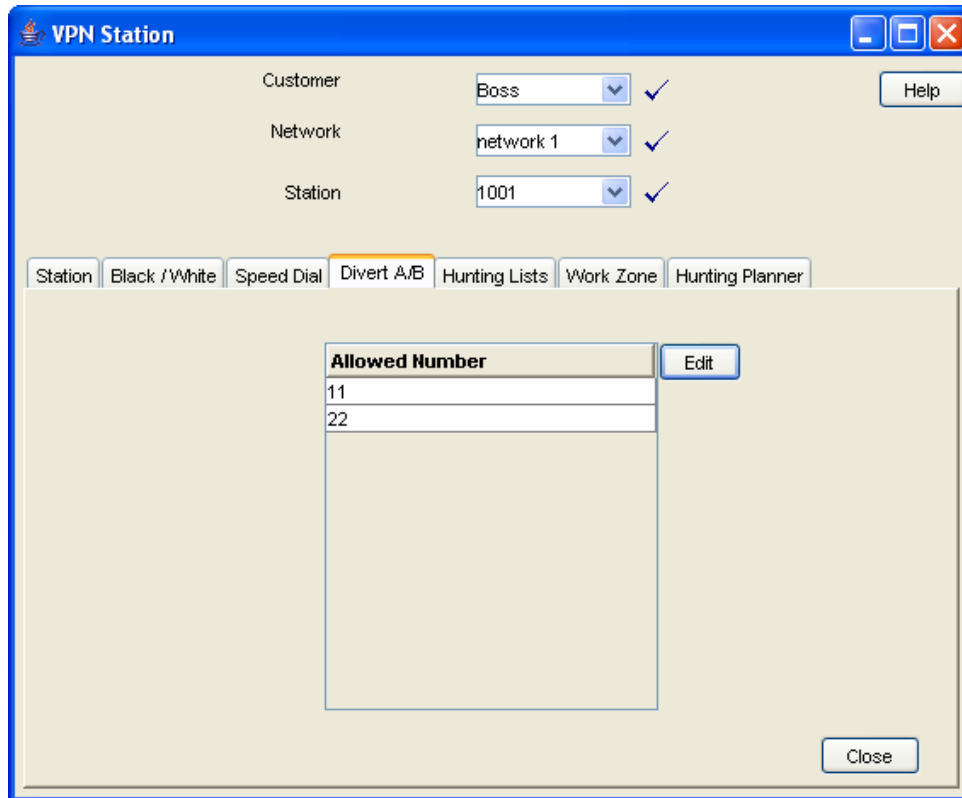 VPN Station
Customer Boss Help
Network network 1
Station 1001
Station Black / White Speed Dial Divert A/B Hunting Lists Work Zone Hunting Planner
Allowed Number Edit
11
22
Close